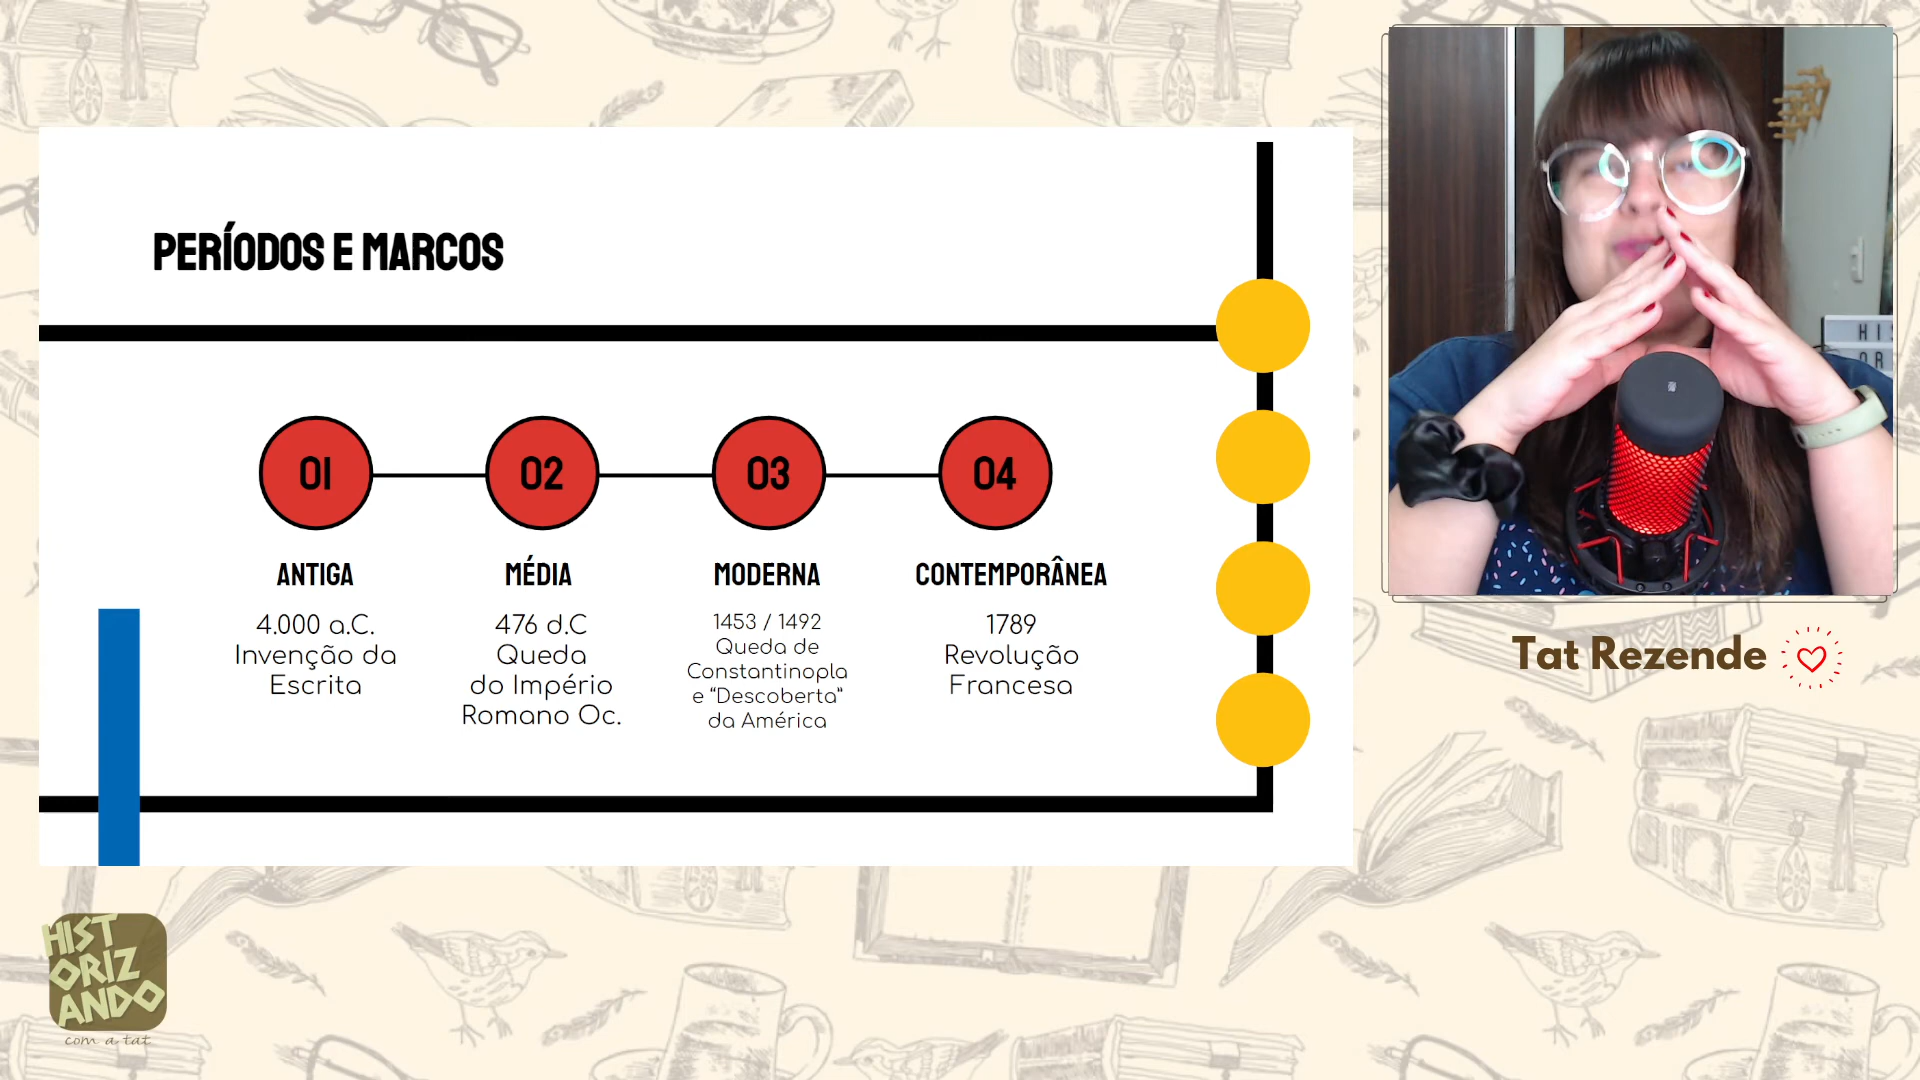 PERÍODOS E MARCOS
01
02
03
04
ANTIGA
4.000 a.C.
Invenção da
Escrita
MÉDIA
476 d.C
Queda
do Império
Romano Oc.
MODERNA
1453 / 1492
Queda de
Constantinopla
e “Descoberta”
da América
CONTEMPORÂNEA
1789
Revolução
Francesa
HI
OR
Tat Rezende
HIST
ORIZ
ANDO
com a tat